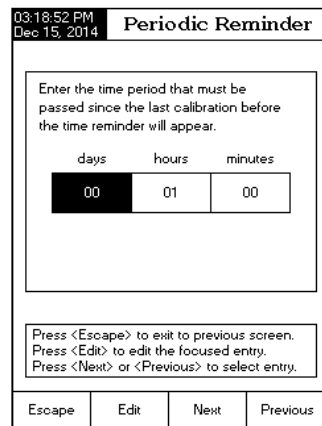 03:18:52 PM
Dec 15, 2014
Periodic Reminder
Enter the time period that must be
passed since the last calibration before
the time reminder will appear.
days hours minutes
00 01 00
Press <Escape> to exit to previous screen.
Press <Edit> to edit the focused entry.
Press <Next> or <Previous> to select entry.
Escape Edit Next Previous